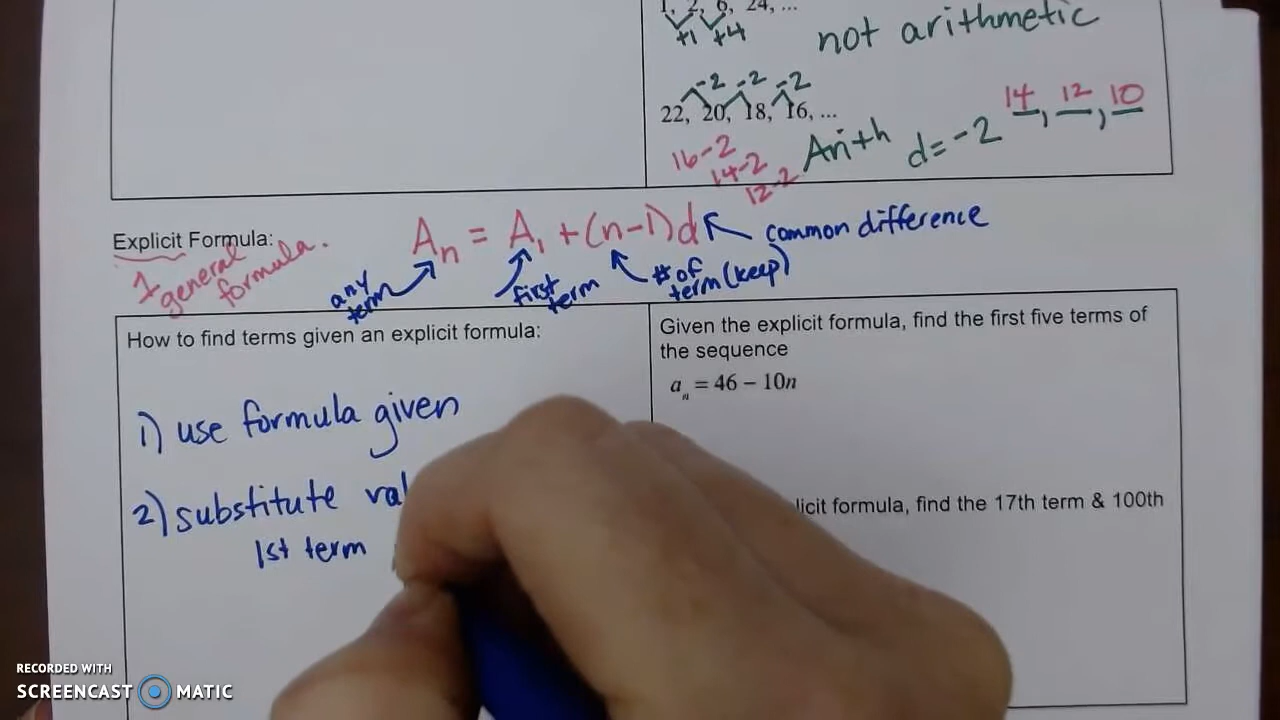 1, 2, 6, 24, ...
+1 +4
not arithmetic
-2 -2 -2
22, 20, 18, 16, ...
16-2
14-2
12-2
Arith
d= -2
14, 12, 10
Explicit Formula:
1 general formula.
An = A1 + (n-1)d
common difference
any term
first term
# of term (keep)
How to find terms given an explicit formula:
1) use formula given
2) substitute val
1st term
Given the explicit formula, find the first five terms of
the sequence
an = 46 – 10n
licit formula, find the 17th term & 100th
RECORDED WITH
SCREENCAST MATIC